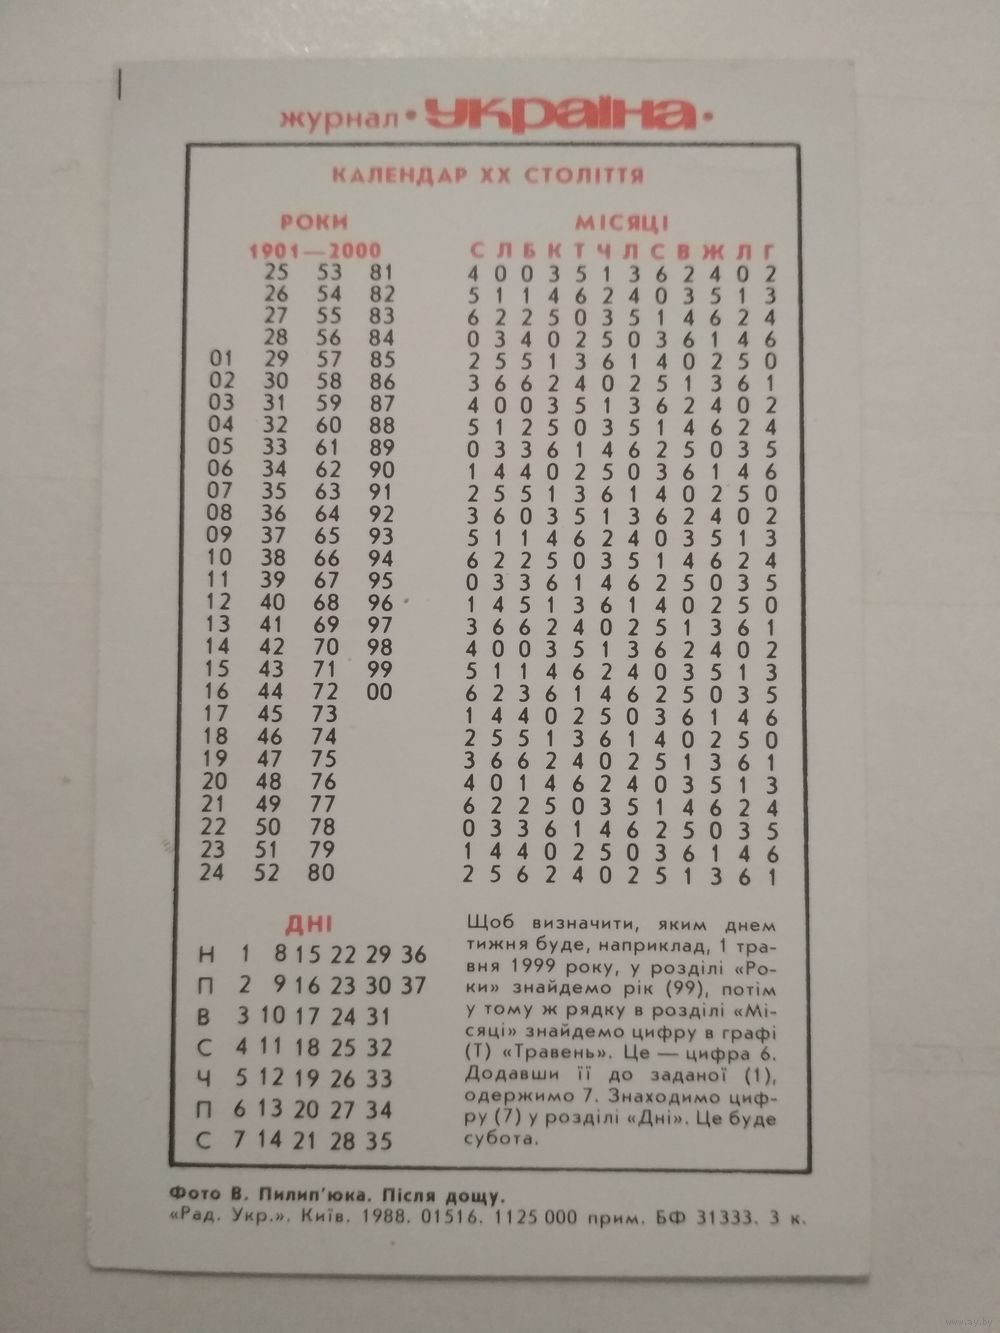 журнал • україна •
КАЛЕНДАР XX СТОЛІТТЯ
РОКИ МІСЯЦІ
1901—2000 С Л Б К Т Ч Л С В Ж Л Г
25 53 81 4 0 0 3 5 1 3 6 2 4 0 2
26 54 82 5 1 1 4 6 2 4 0 3 5 1 3
27 55 83 6 2 2 5 0 3 5 1 4 6 2 4
28 56 84 0 3 4 0 2 5 0 3 6 1 4 6
01 29 57 85 2 5 5 1 3 6 1 4 0 2 5 0
02 30 58 86 3 6 6 2 4 0 2 5 1 3 6 1
03 31 59 87 4 0 0 3 5 1 3 6 2 4 0 2
04 32 60 88 5 1 2 5 0 3 5 1 4 6 2 4
05 33 61 89 0 3 3 6 1 4 6 2 5 0 3 5
06 34 62 90 1 4 4 0 2 5 0 3 6 1 4 6
07 35 63 91 2 5 5 1 3 6 1 4 0 2 5 0
08 36 64 92 3 6 0 3 5 1 3 6 2 4 0 2
09 37 65 93 5 1 1 4 6 2 4 0 3 5 1 3
10 38 66 94 6 2 2 5 0 3 5 1 4 6 2 4
11 39 67 95 0 3 3 6 1 4 6 2 5 0 3 5
12 40 68 96 1 4 5 1 3 6 1 4 0 2 5 0
13 41 69 97 3 6 6 2 4 0 2 5 1 3 6 1
14 42 70 98 4 0 0 3 5 1 3 6 2 4 0 2
15 43 71 99 5 1 1 4 6 2 4 0 3 5 1 3
16 44 72 00 6 2 3 6 1 4 6 2 5 0 3 5
17 45 73 1 4 4 0 2 5 0 3 6 1 4 6
18 46 74 2 5 5 1 3 6 1 4 0 2 5 0
19 47 75 3 6 6 2 4 0 2 5 1 3 6 1
20 48 76 4 0 1 4 6 2 4 0 3 5 1 3
21 49 77 6 2 2 5 0 3 5 1 4 6 2 4
22 50 78 0 3 3 6 1 4 6 2 5 0 3 5
23 51 79 1 4 4 0 2 5 0 3 6 1 4 6
24 52 80 2 5 6 2 4 0 2 5 1 3 6 1
ДНІ
Н 1 8 15 22 29 36
П 2 9 16 23 30 37
В 3 10 17 24 31
С 4 11 18 25 32
Ч 5 12 19 26 33
П 6 13 20 27 34
С 7 14 21 28 35
Щоб визначити, яким днем
тижня буде, наприклад, 1 тра-
вня 1999 року, у розділі «Ро-
ки» знайдемо рік (99), потім
у тому ж рядку в розділі «Мі-
сяці» знайдемо цифру в графі
(Т) «Травень». Це — цифра 6.
Додавши її до заданої (1),
одержимо 7. Знаходимо циф-
ру (7) у розділі «Дні». Це буде
субота.
Фото В. Пилип'юка. Після дощу.
«Рад. Укр.». Київ. 1988. 01516. 1125 000 прим. БФ 31333. 3 к.
www.ay.by